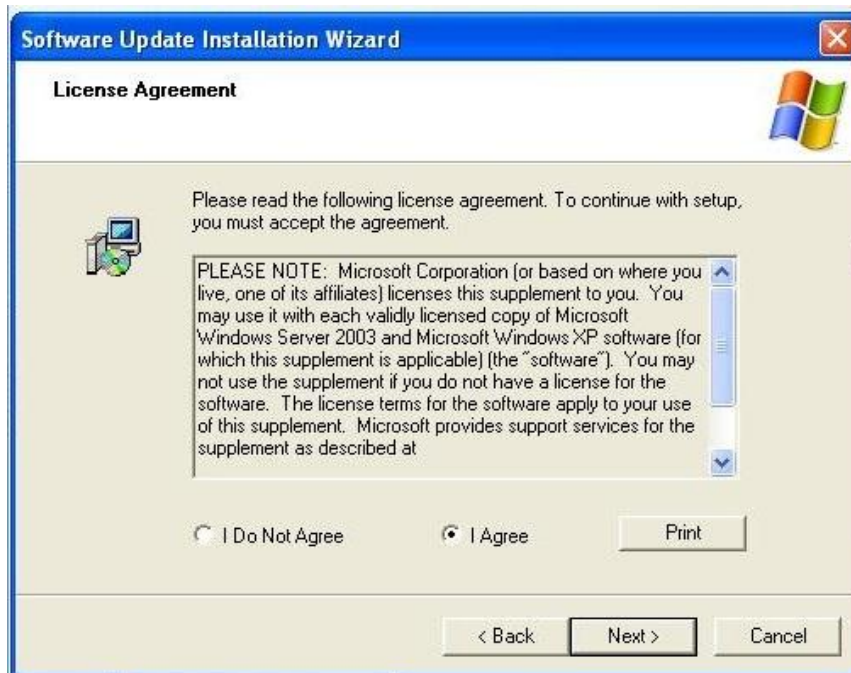 Software Update Installation Wizard
License Agreement
Please read the following license agreement. To continue with setup,
you must accept the agreement.
PLEASE NOTE: Microsoft Corporation (or based on where you
live, one of its affiliates) licenses this supplement to you. You
may use it with each validly licensed copy of Microsoft
Windows Server 2003 and Microsoft Windows XP software (for
which this supplement is applicable) (the "software"). You may
not use the supplement if you do not have a license for the
software. The license terms for the software apply to your use
of this supplement. Microsoft provides support services for the
supplement as described at
I Do Not Agree
I Agree
Print
< Back
Next >
Cancel